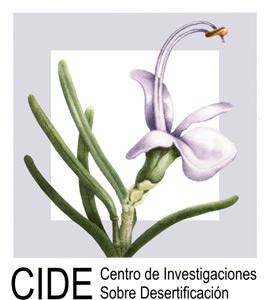 CIDE Centro de Investigaciones
Sobre Desertificación